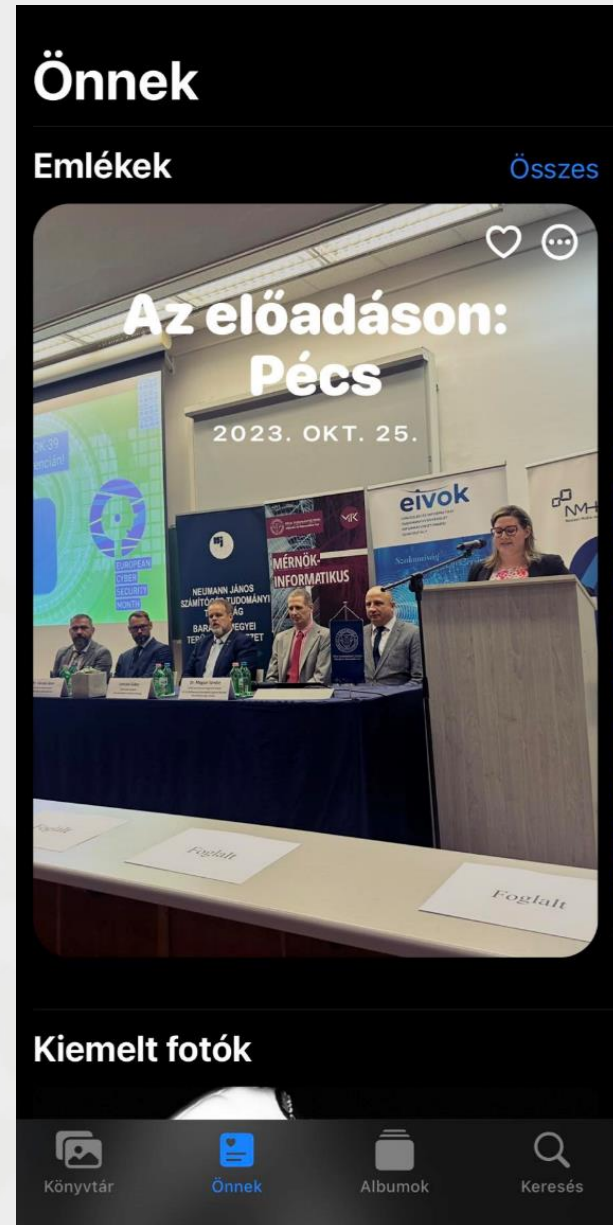 Önnek
Emlékek
Összes
Az előadáson:
Pécs
2023. OKT. 25.
EUROPEAN
CYBER
SECURITY
MONTH
NEUMANN JÁNOS
SZÁMÍTÓGÉP-TUDOMÁNYI
MÉRNÖK-
INFORMATIKUS
eivok
Foglalt
Foglalt
Foglalt
Kiemelt fotók
Könyvtár
Önnek
Albumok
Keresés